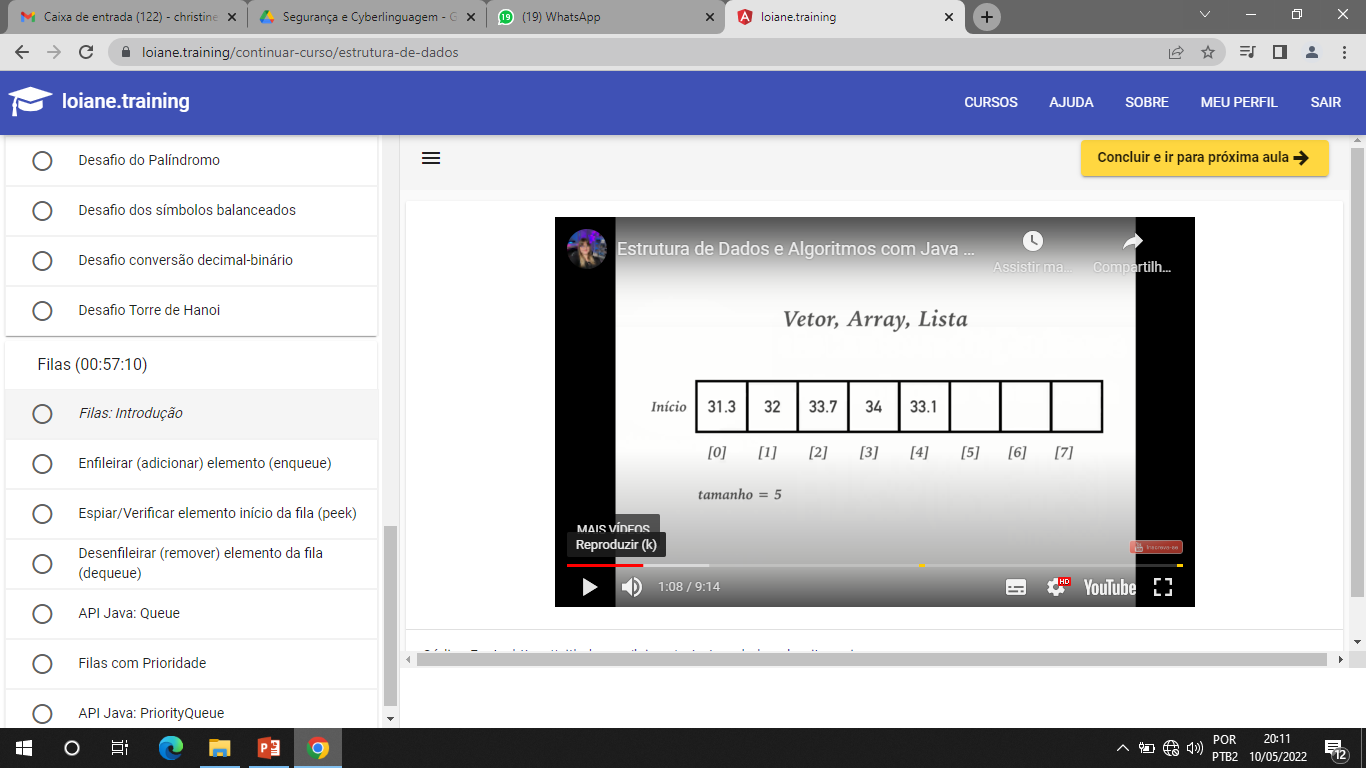 Caixa de entrada (122) - christine
Segurança e Cyberlinguagem - G
(19) WhatsApp
loiane.training
loiane.training/continuar-curso/estrutura-de-dados
loiane.training
CURSOS
AJUDA
SOBRE
MEU PERFIL
SAIR
Desafio do Palíndromo
Desafio dos símbolos balanceados
Desafio conversão decimal-binário
Desafio Torre de Hanoi
Filas (00:57:10)
Filas: Introdução
Enfileirar (adicionar) elemento (enqueue)
Espiar/Verificar elemento início da fila (peek)
Desenfileirar (remover) elemento da fila
(dequeue)
API Java: Queue
Filas com Prioridade
API Java: PriorityQueue
Concluir e ir para próxima aula
Estrutura de Dados e Algoritmos com Java ...
Assistir ma...
Compartilh...
Vetor, Array, Lista
Início 31.3 32 33.7 34 33.1
[0] [1] [2] [3] [4] [5] [6] [7]
tamanho = 5
MAIS VÍDEOS
Reproduzir (k)
Inscreva-se
1:08 / 9:14
HD
YouTube
POR
PTB2
20:11
10/05/2022
12